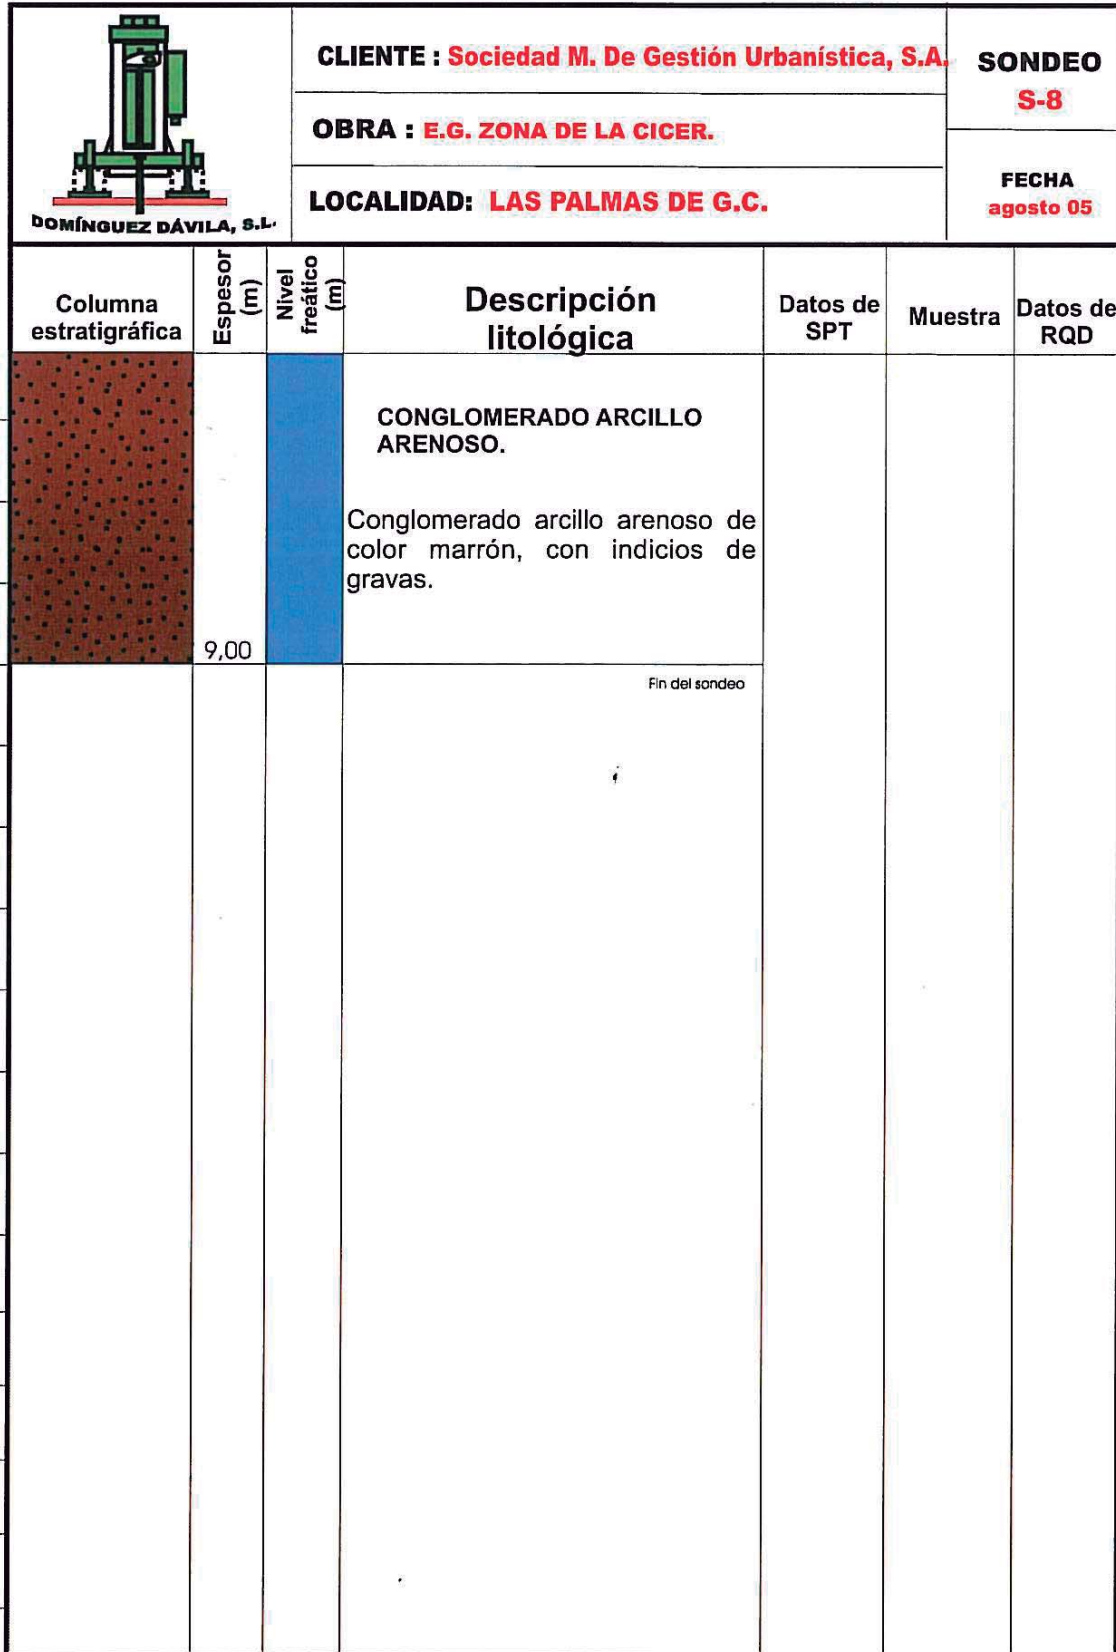 DOMÍNGUEZ DÁVILA, S.L.
CLIENTE : Sociedad M. De Gestión Urbanística, S.A.
OBRA : E.G. ZONA DE LA CICER.
LOCALIDAD: LAS PALMAS DE G.C.
SONDEO
S-8
FECHA
agosto 05
Columna
estratigráfica
Espesor
(m)
Nivel
freático
(m)
Descripción
litológica
Datos de
SPT
Muestra
Datos de
RQD
CONGLOMERADO ARCILLO
ARENOSO.
Conglomerado arcillo arenoso de
color marrón, con indicios de
gravas.
9,00
Fin del sondeo